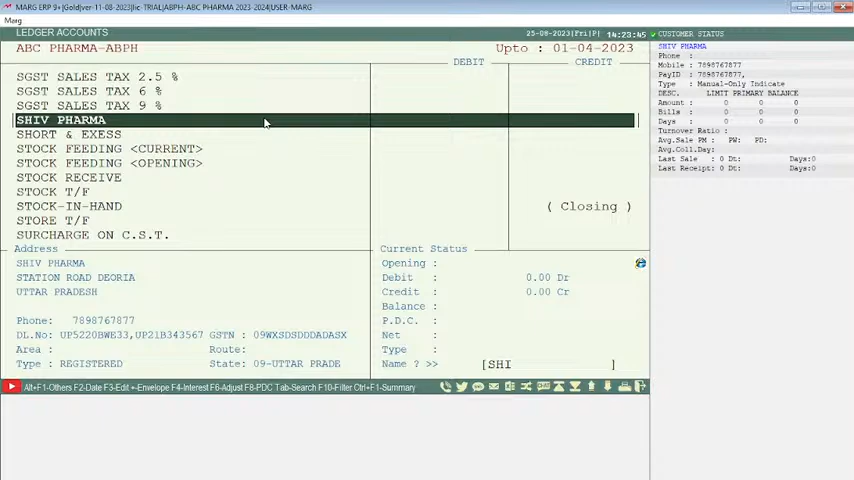 MARG ERP 9+|Gold|ver-11-08-2023|lic-TRIAL|ABPH-ABC PHARMA 2023-2024|USER-MARG
Marg
LEDGER ACCOUNTS 25-08-2023|Fri|P| 14:23:45 CUSTOMER STATUS
ABC PHARMA-ABPH Upto : 01-04-2023
DEBIT CREDIT
SGST SALES TAX 2.5 %
SGST SALES TAX 6 %
SGST SALES TAX 9 %
SHIV PHARMA
SHORT & EXESS
STOCK FEEDING <CURRENT>
STOCK FEEDING <OPENING>
STOCK RECEIVE
STOCK T/F
STOCK-IN-HAND ( Closing )
STORE T/F
SURCHARGE ON C.S.T.
Address
SHIV PHARMA
STATION ROAD DEORIA
UTTAR PRADESH
Phone: 7898767877
DL.No: UP5220BWE33,UP21B343567 GSTN : 09WXSDSDDDADASX
Area : Route:
Type : REGISTERED State: 09-UTTAR PRADE
Current Status
Opening :
Debit : 0.00 Dr
Credit : 0.00 Cr
Balance :
P.D.C. :
Net :
Type :
Name ? >> [SHI ]
Alt+F1-Others F2-Date F3-Edit +-Envelope F4-Interest F6-Adjust F8-PDC Tab-Search F10-Filter Ctrl+F1-Summary
SHIV PHARMA
Phone :
Mobile : 7898767877
PayID : 7898767877,
Type : Manual-Only Indicate
DESC. LIMIT PRIMARY BALANCE
Amount : 0 0 0
Bills : 0 0 0
Days : 0 0 0
Turnover Ratio :
Avg.Sale PM : PW: PD:
Avg.Coll.Day:
Last Sale : 0 Dt: Days:0
Last Receipt: 0 Dt: Days:0